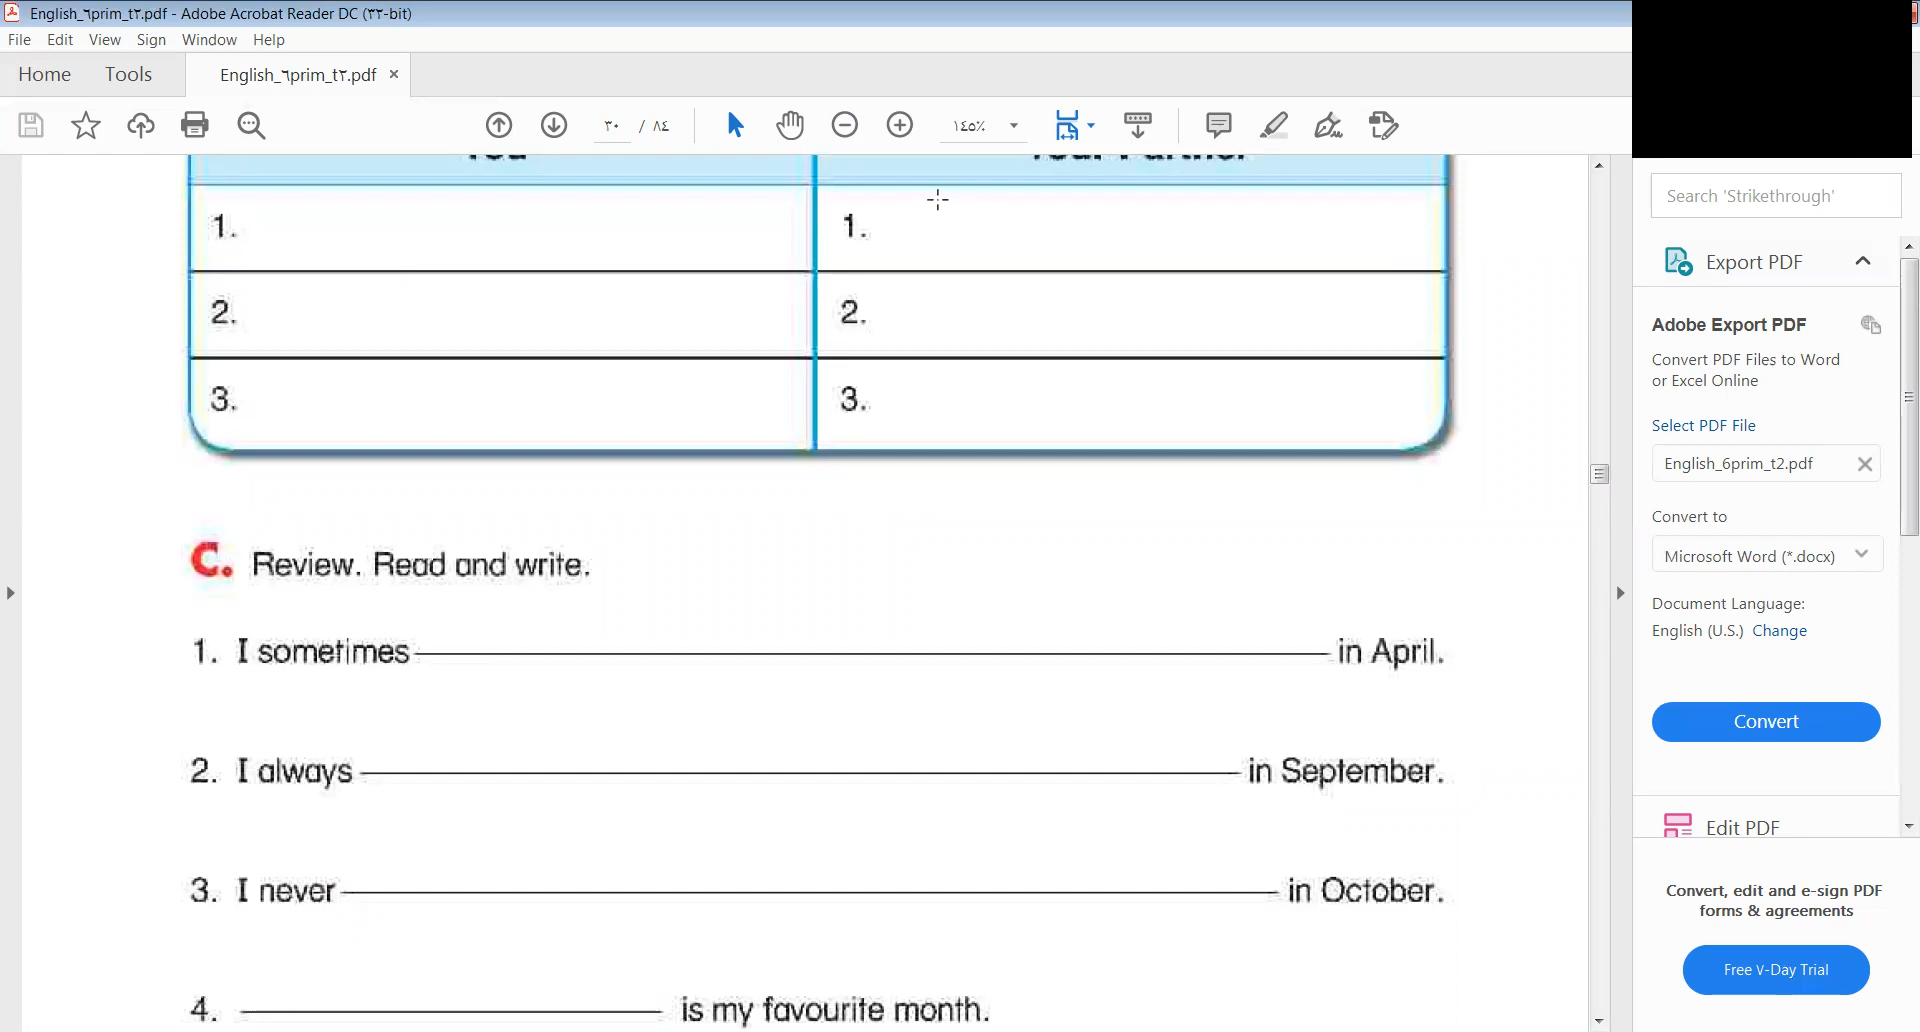 English_٦prim_t٢.pdf - Adobe Acrobat Reader DC (٣٢-bit)
File Edit View Sign Window Help
Home Tools English_٦prim_t٢.pdf ×
٣٠ / ٨٤ ١٤٥٪
You Your Partner
1. 1.
2. 2.
3. 3.
C. Review. Read and write.
1. I sometimes in April.
2. I always in September.
3. I never in October.
4. is my favourite month.
Search 'Strikethrough'
Export PDF
Adobe Export PDF
Convert PDF Files to Word
or Excel Online
Select PDF File
English_6prim_t2.pdf
Convert to
Microsoft Word (*.docx)
Document Language:
English (U.S.) Change
Convert
Edit PDF
Convert, edit and e-sign PDF
forms & agreements
Free ٧-Day Trial